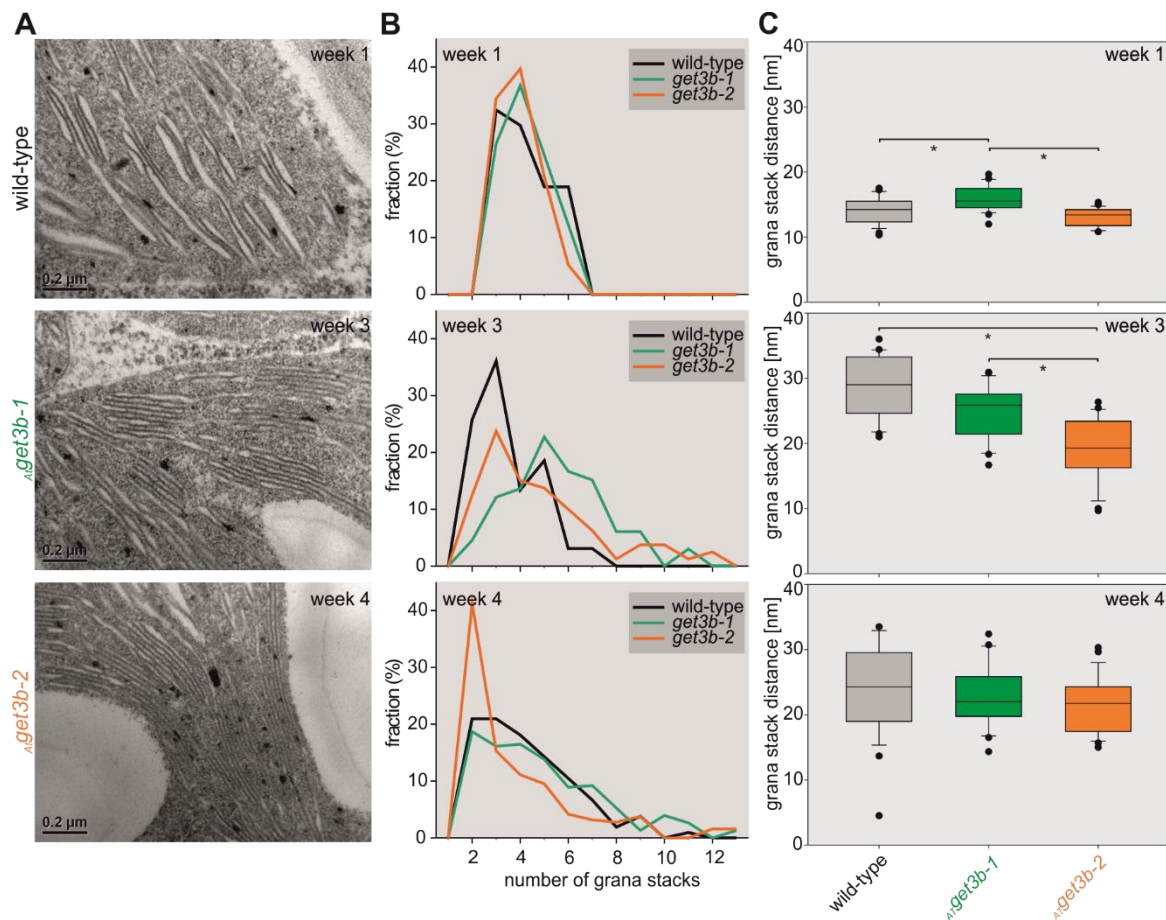 A
wild-type
week 1
0.2 µm
Atget3b-1
week 3
0.2 µm
Atget3b-2
week 4
0.2 µm
B
week 1
wild-type
get3b-1
get3b-2
fraction (%)
40
30
20
10
0
week 3
wild-type
get3b-1
get3b-2
fraction (%)
40
30
20
10
0
week 4
wild-type
get3b-1
get3b-2
fraction (%)
40
30
20
10
0
2 4 6 8 10 12
number of grana stacks
C
week 1
grana stack distance [nm]
40
30
20
10
0
* *
week 3
grana stack distance [nm]
40
30
20
10
0
*
*
week 4
grana stack distance [nm]
40
30
20
10
0
wild-type
ATget3b-1
ATget3b-2